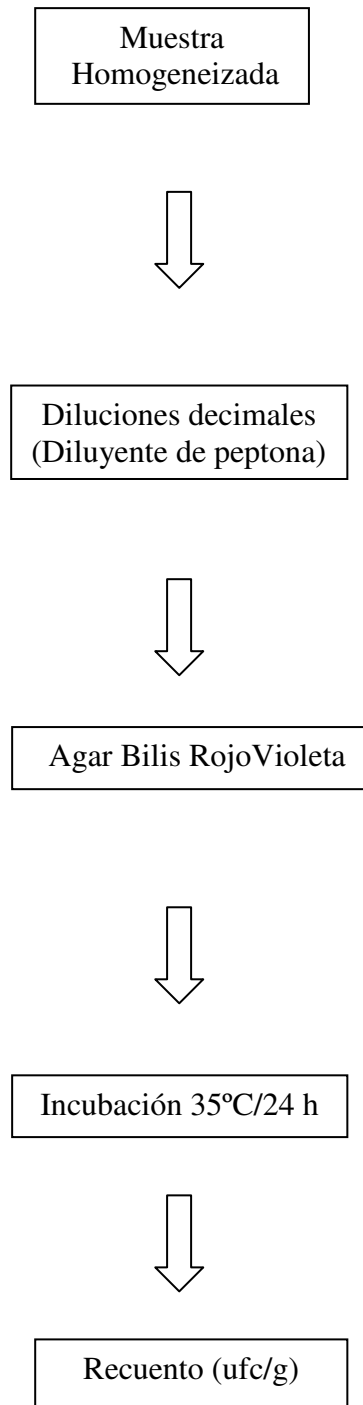 Muestra
Homogeneizada
Diluciones decimales
(Diluyente de peptona)
Agar Bilis RojoVioleta
Incubación 35ºC/24 h
Recuento (ufc/g)